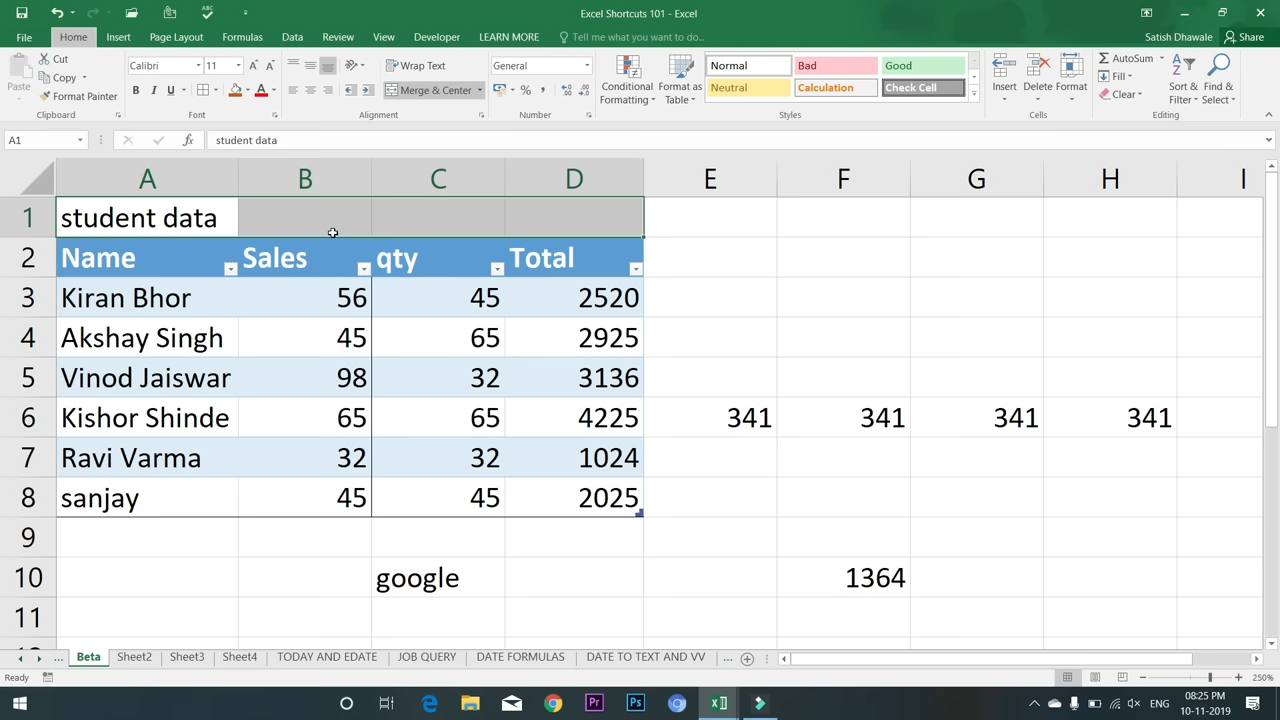 Excel Shortcuts 101 - Excel
File Home Insert Page Layout Formulas Data Review View Developer LEARN MORE Tell me what you want to do... Satish Dhawale Share
Paste Cut Copy Format Painter Clipboard
Calibri 11 B I U A Font
Wrap Text Merge & Center Alignment
General % Number
Conditional Formatting Format as Table
Normal Bad Good
Neutral Calculation Check Cell
Styles
Insert Delete Format Cells
AutoSum Fill Clear Sort & Filter Find & Select Editing
A1 fx student data
A B C D E F G H I
1 student data
2 Name Sales qty Total
3 Kiran Bhor 56 45 2520
4 Akshay Singh 45 65 2925
5 Vinod Jaiswar 98 32 3136
6 Kishor Shinde 65 65 4225 341 341 341 341
7 Ravi Varma 32 32 1024
8 sanjay 45 45 2025
9
10 google 1364
11
... Beta Sheet2 Sheet3 Sheet4 TODAY AND EDATE JOB QUERY DATE FORMULAS DATE TO TEXT AND VV ...
Ready 250%
Pr Ps
08:25 PM
10-11-2019